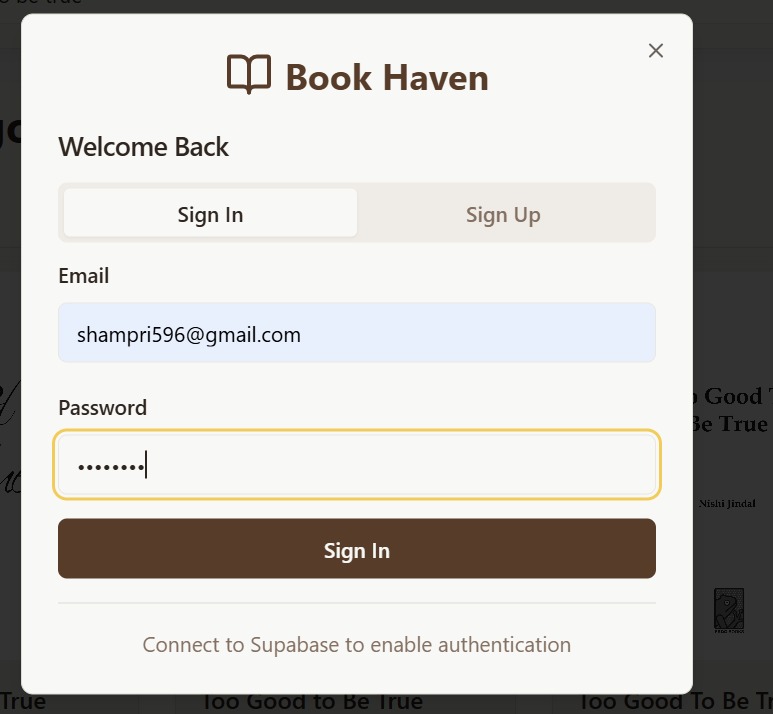 o be true
Book Haven
Welcome Back
Sign In
Sign Up
Email
shampri596@gmail.com
Password
••••••••
Sign In
Connect to Supabase to enable authentication
Good T
Be True
Nishi Jindal
True
Too Good to Be True
Too Good To Be Tr